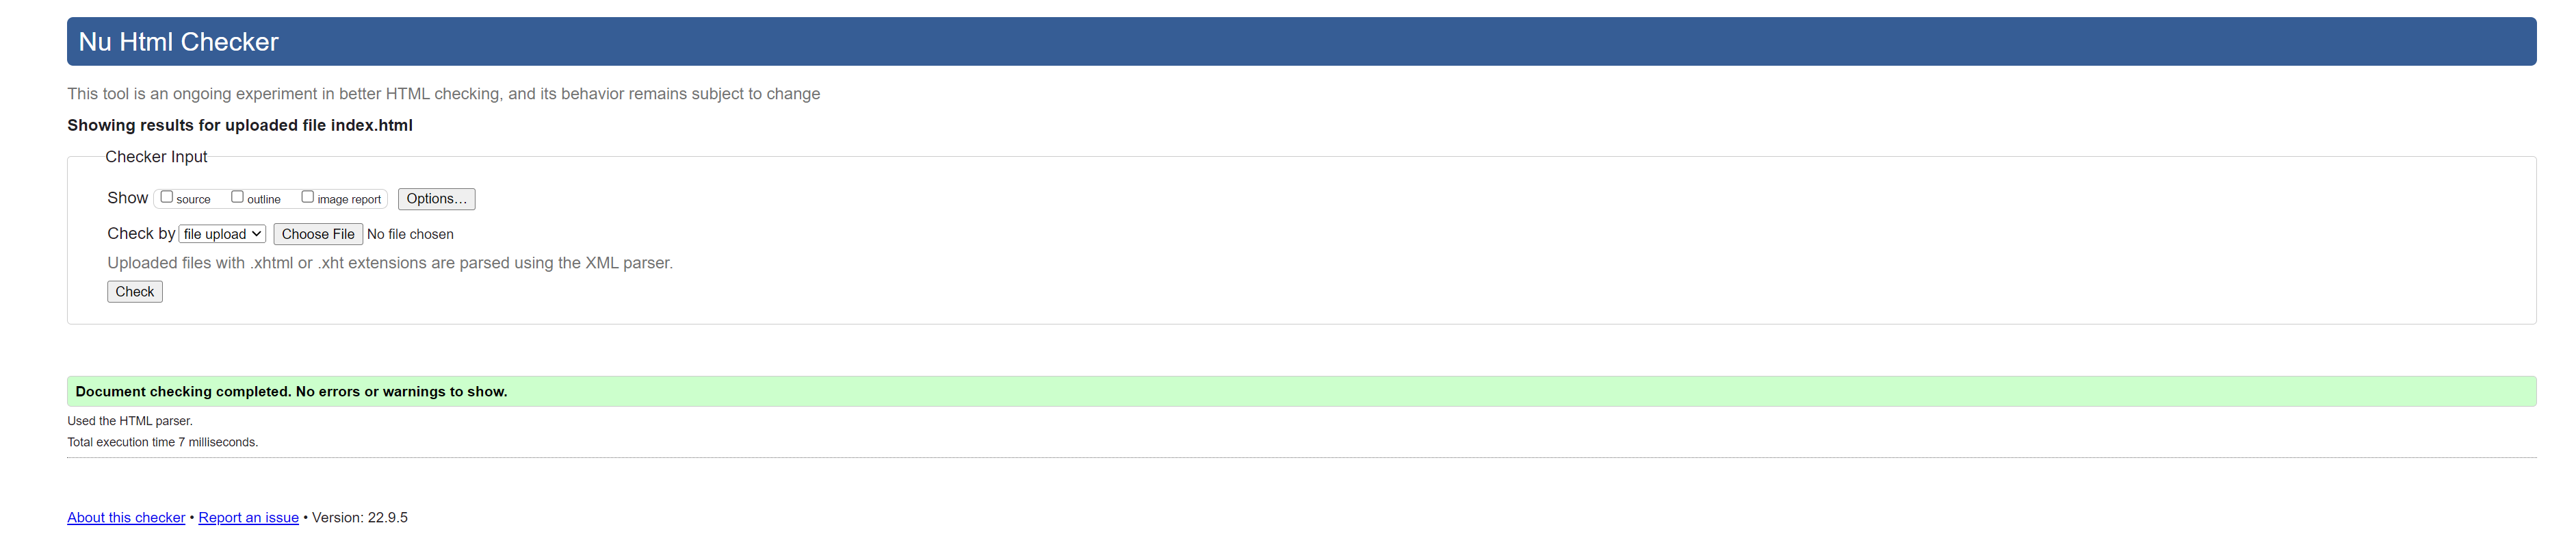 Nu Html Checker
This tool is an ongoing experiment in better HTML checking, and its behavior remains subject to change
Showing results for uploaded file index.html
Checker Input
Show source outline image report Options...
Check by file upload Choose File No file chosen
Uploaded files with .xhtml or .xht extensions are parsed using the XML parser.
Check
Document checking completed. No errors or warnings to show.
Used the HTML parser.
Total execution time 7 milliseconds.
About this checker • Report an issue • Version: 22.9.5